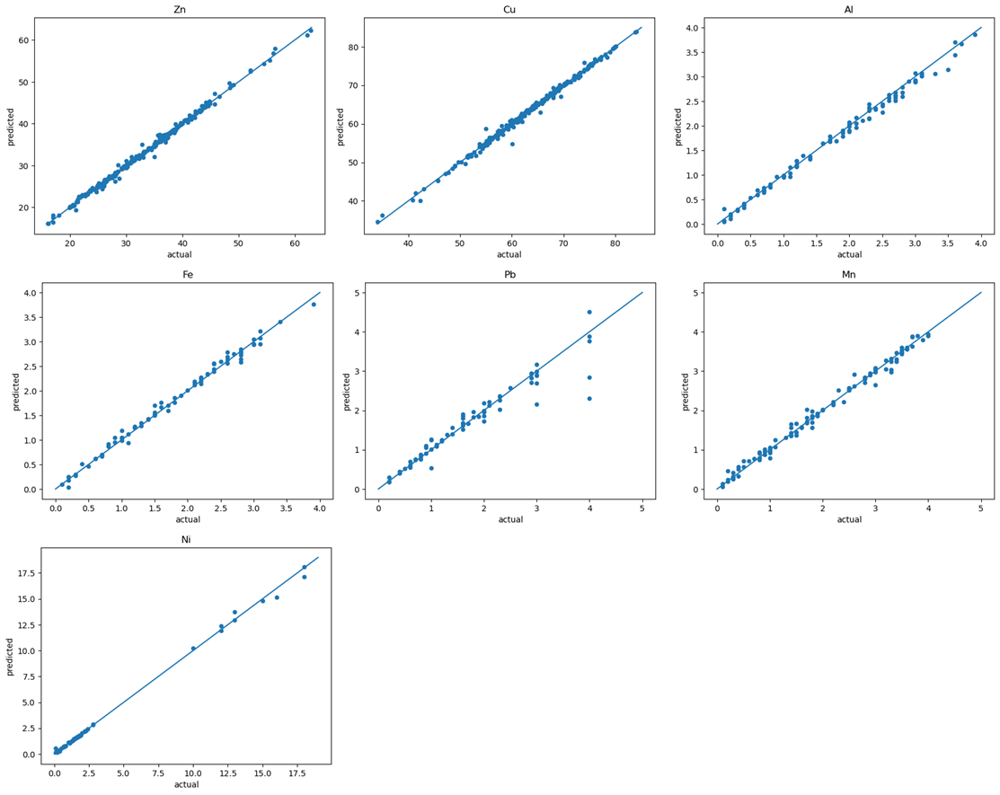 Zn
60
50
40
30
20
predicted
20 30 40 50 60
actual
Cu
80
70
60
50
40
predicted
40 50 60 70 80
actual
Al
4.0
3.5
3.0
2.5
2.0
1.5
1.0
0.5
0.0
predicted
0.0 0.5 1.0 1.5 2.0 2.5 3.0 3.5 4.0
actual
Fe
4.0
3.5
3.0
2.5
2.0
1.5
1.0
0.5
0.0
predicted
0.0 0.5 1.0 1.5 2.0 2.5 3.0 3.5 4.0
actual
Pb
5
4
3
2
1
0
predicted
0 1 2 3 4 5
actual
Mn
5
4
3
2
1
0
predicted
0 1 2 3 4 5
actual
Ni
17.5
15.0
12.5
10.0
7.5
5.0
2.5
0.0
predicted
0.0 2.5 5.0 7.5 10.0 12.5 15.0 17.5
actual